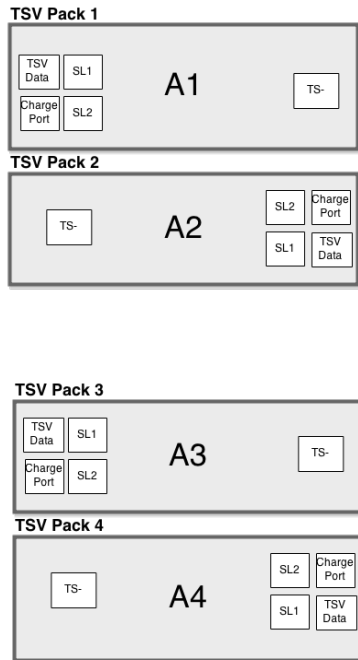 TSV Pack 1
TSV Data
SL1
A1
TS-
Charge Port
SL2
TSV Pack 2
TS-
A2
SL2
Charge Port
SL1
TSV Data
TSV Pack 3
TSV Data
SL1
A3
TS-
Charge Port
SL2
TSV Pack 4
TS-
A4
SL2
Charge Port
SL1
TSV Data